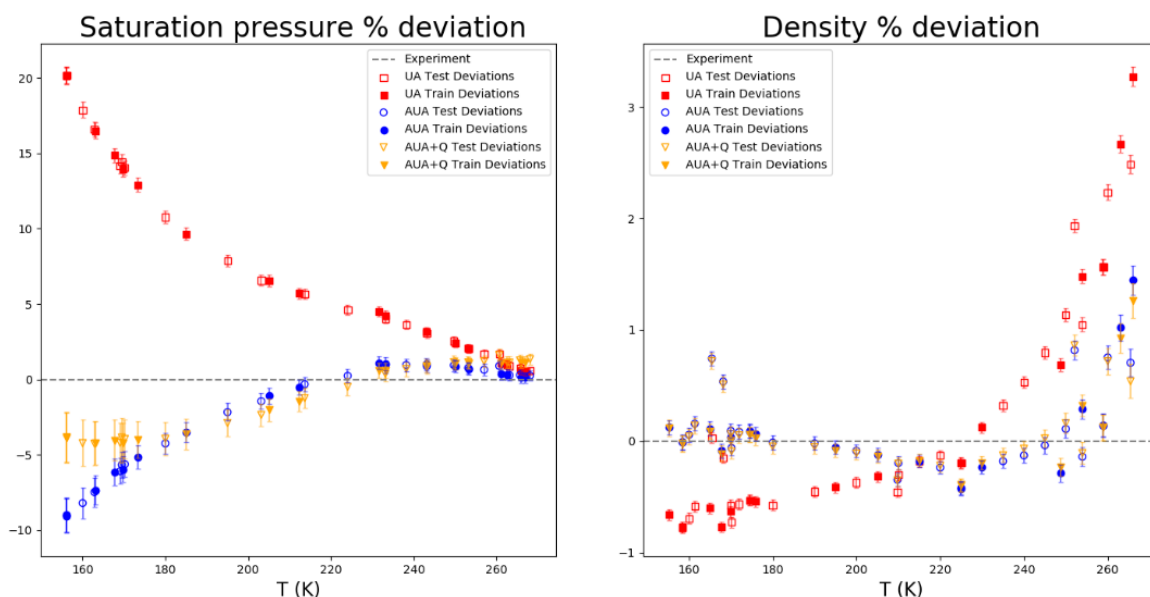 Saturation pressure % deviation
20
15
10
5
0
−5
−10
160
180
200
220
240
260
T (K)
Experiment
UA Test Deviations
UA Train Deviations
AUA Test Deviations
AUA Train Deviations
AUA+Q Test Deviations
AUA+Q Train Deviations
Density % deviation
3
2
1
0
−1
160
180
200
220
240
260
T (K)
Experiment
UA Test Deviations
UA Train Deviations
AUA Test Deviations
AUA Train Deviations
AUA+Q Test Deviations
AUA+Q Train Deviations